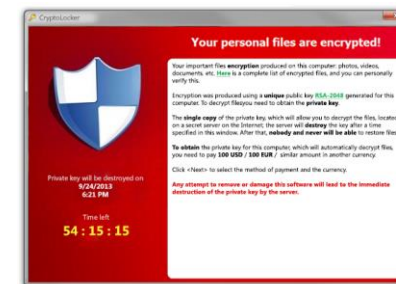 CryptoLocker
Your personal files are encrypted!
Your important files encryption produced on this computer: photos, videos,
documents, etc. Here is a complete list of encrypted files, and you can personally
verify this.
Encryption was produced using a unique public key RSA-2048 generated for this
computer. To decrypt files you need to obtain the private key.
The single copy of the private key, which will allow you to decrypt the files, located
on a secret server on the Internet; the server will destroy the key after a time
specified in this window. After that, nobody and never will be able to restore files
To obtain the private key for this computer, which will automatically decrypt files,
you need to pay 100 USD / 100 EUR / similar amount in another currency.
Click «Next» to select the method of payment and the currency.
Any attempt to remove or damage this software will lead to the immediate
destruction of the private key by the server.
Private key will be destroyed on
9/24/2013
6:21 PM
Time left
54 : 15 : 15